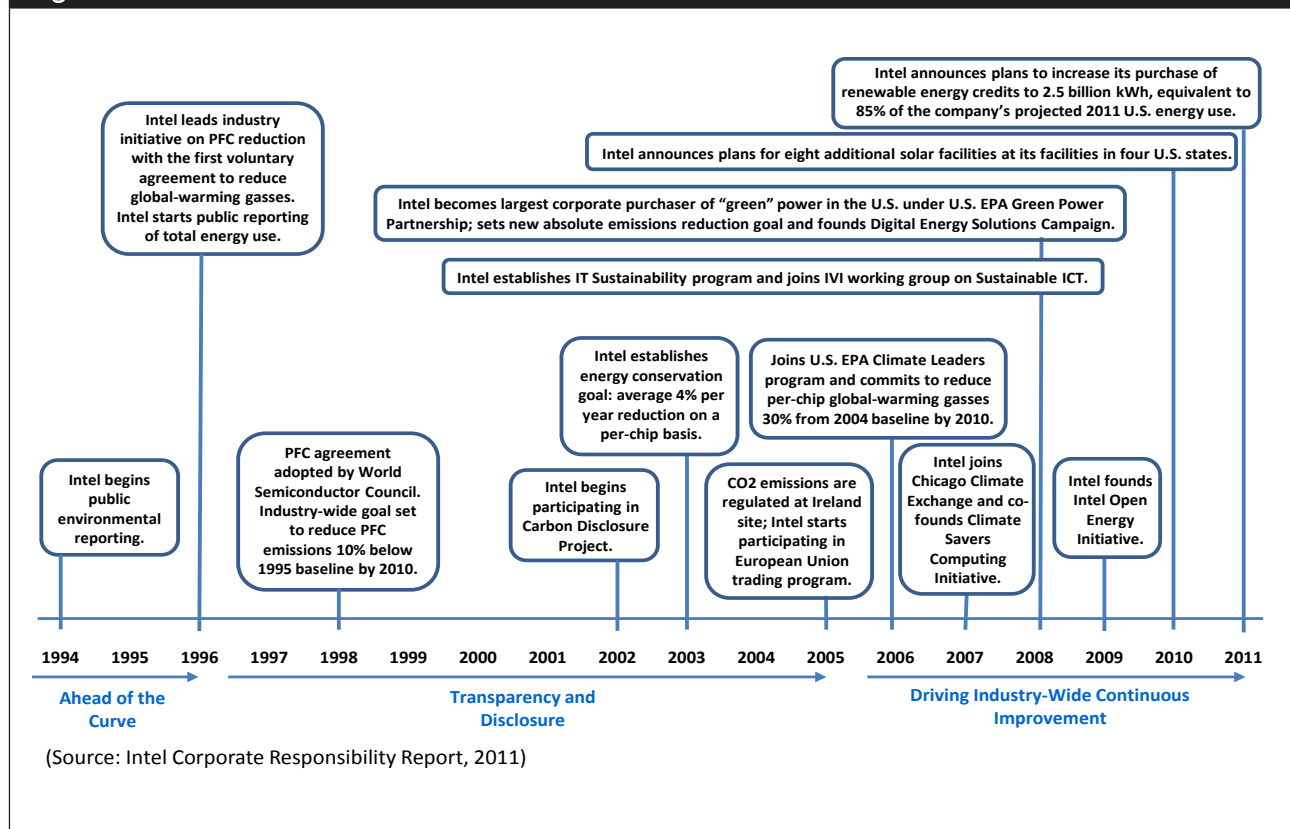 Intel announces plans to increase its purchase of
renewable energy credits to 2.5 billion kWh, equivalent to
85% of the company's projected 2011 U.S. energy use.
Intel leads industry
initiative on PFC reduction
with the first voluntary
agreement to reduce
global-warming gasses.
Intel starts public reporting
of total energy use.
Intel announces plans for eight additional solar facilities at its facilities in four U.S. states.
Intel becomes largest corporate purchaser of “green” power in the U.S. under U.S. EPA Green Power
Partnership; sets new absolute emissions reduction goal and founds Digital Energy Solutions Campaign.
Intel establishes IT Sustainability program and joins IVI working group on Sustainable ICT.
Intel establishes
energy conservation
goal: average 4% per
year reduction on a
per-chip basis.
Joins U.S. EPA Climate Leaders
program and commits to reduce
per-chip global-warming gasses
30% from 2004 baseline by 2010.
Intel begins
public
environmental
reporting.
PFC agreement
adopted by World
Semiconductor Council.
Industry-wide goal set
to reduce PFC
emissions 10% below
1995 baseline by 2010.
Intel begins
participating in
Carbon Disclosure
Project.
CO2 emissions are
regulated at Ireland
site; Intel starts
participating in
European Union
trading program.
Intel joins
Chicago Climate
Exchange and co-
founds Climate
Savers
Computing
Initiative.
Intel founds
Intel Open
Energy
Initiative.
1994 1995 1996 1997 1998 1999 2000 2001 2002 2003 2004 2005 2006 2007 2008 2009 2010 2011
Ahead of the
Curve
Transparency and
Disclosure
Driving Industry-Wide Continuous
Improvement
(Source: Intel Corporate Responsibility Report, 2011)